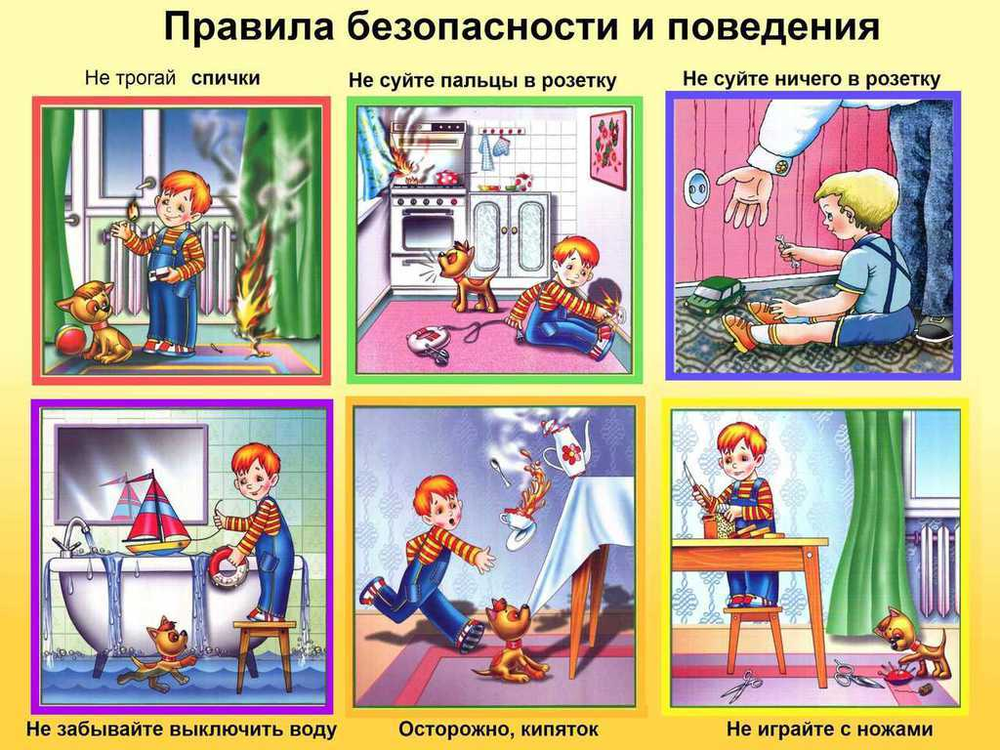 Правила безопасности и поведения
Не трогай спички
Не суйте пальцы в розетку
Не суйте ничего в розетку
Не забывайте выключить воду
Осторожно, кипяток
Не играйте с ножами